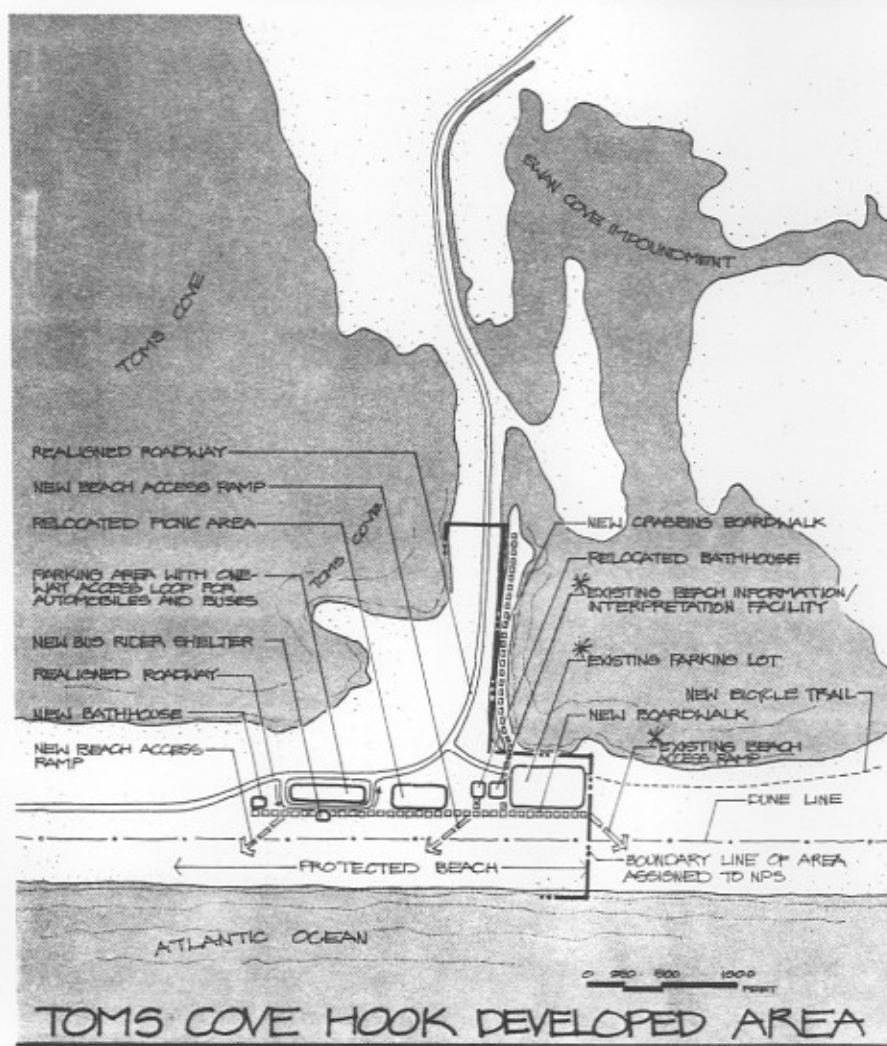 SWAN COVE IMPOUNDMENT
TOMS COVE
REALIGNED ROADWAY
NEW BEACH ACCESS RAMP
RELOCATED PICNIC AREA
TOMS COVE
PARKING AREA WITH ONE-
WAY ACCESS LOOP FOR
AUTOMOBILES AND BUSES
NEW BUS RIDER SHELTER
REALIGNED ROADWAY
NEW BATHHOUSE
NEW BEACH ACCESS
RAMP
NEW CRABBING BOARDWALK
RELOCATED BATHHOUSE
EXISTING BEACH INFORMATION/
INTERPRETATION FACILITY
EXISTING PARKING LOT
NEW BICYCLE TRAIL
NEW BOARDWALK
EXISTING BEACH
ACCESS RAMP
DUNE LINE
PROTECTED BEACH
BOUNDARY LINE OF AREA
ASSIGNED TO NPS
ATLANTIC OCEAN
0 250 500 1000
FEET
TOMS COVE HOOK DEVELOPED AREA